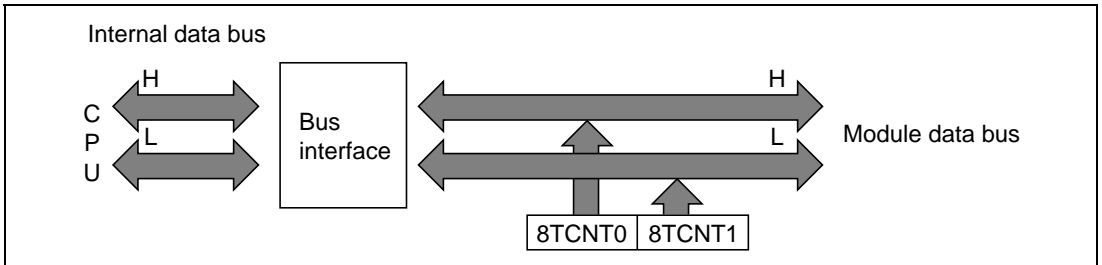 Internal data bus
H
H
C
P
U
Bus
interface
L
L
Module data bus
8TCNT0
8TCNT1